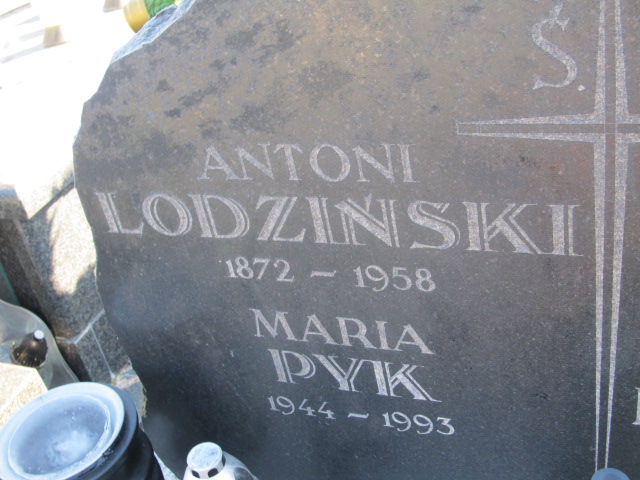 Ś.
ANTONI
LODZIŃSKI
1872 – 1958
MARIA
PYK
1944 – 1993